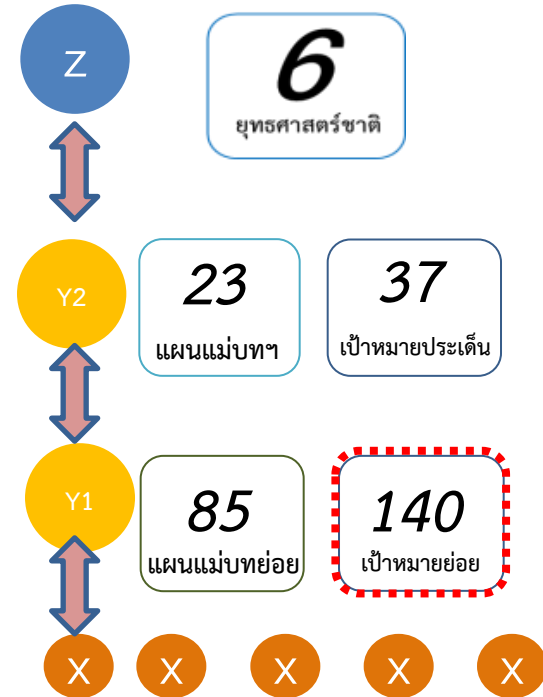 Z
6
ยุทธศาสตร์ชาติ
Y2
23
แผนแม่บทฯ
37
เป้าหมายประเด็น
Y1
85
แผนแม่บทย่อย
140
เป้าหมายย่อย
X X X X X